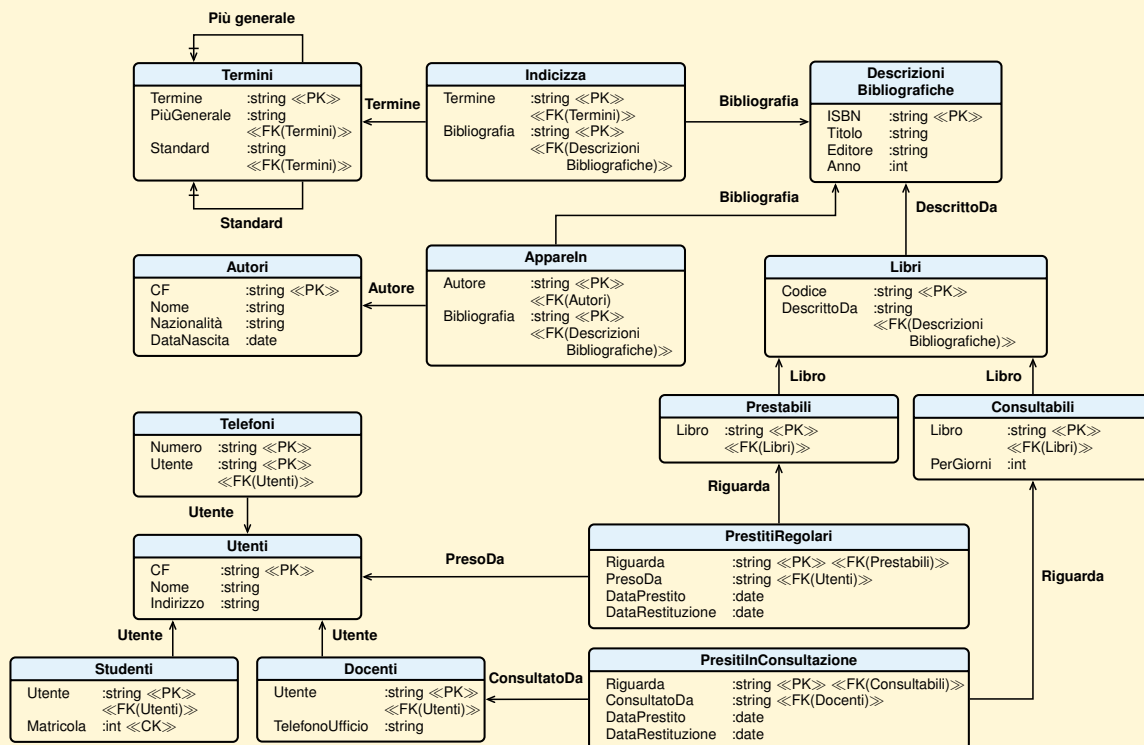 Più generale
Termini
Termine :string ≪PK≫
PiùGenerale :string
≪FK(Termini)≫
Standard :string
≪FK(Termini)≫
Standard
Termine
Indicizza
Termine :string ≪PK≫
≪FK(Termini)≫
Bibliografia :string ≪PK≫
≪FK(Descrizioni
Bibliografiche)≫
Bibliografia
Descrizioni
Bibliografiche
ISBN :string ≪PK≫
Titolo :string
Editore :string
Anno :int
Bibliografia
DescrittoDa
Autori
CF :string ≪PK≫
Nome :string
Nazionalità :string
DataNascita :date
Autore
AppareIn
Autore :string ≪PK≫
≪FK(Autori)
Bibliografia :string ≪PK≫
≪FK(Descrizioni
Bibliografiche)≫
Libri
Codice :string ≪PK≫
DescrittoDa :string
≪FK(Descrizioni
Bibliografiche)≫
Libro
Libro
Prestabili
Libro :string ≪PK≫
≪FK(Libri)≫
Consultabili
Libro :string ≪PK≫
≪FK(Libri)≫
PerGiorni :int
Telefoni
Numero :string ≪PK≫
Utente :string ≪PK≫
≪FK(Utenti)≫
Utente
Riguarda
Utenti
CF :string ≪PK≫
Nome :string
Indirizzo :string
PresoDa
PrestitiRegolari
Riguarda :string ≪PK≫ ≪FK(Prestabili)≫
PresoDa :string ≪FK(Utenti)≫
DataPrestito :date
DataRestituzione :date
Riguarda
Utente
Utente
Studenti
Utente :string ≪PK≫
≪FK(Utenti)≫
Matricola :int ≪CK≫
Docenti
Utente :string ≪PK≫
≪FK(Utenti)≫
TelefonoUfficio :string
ConsultatoDa
PresitiInConsultazione
Riguarda :string ≪PK≫ ≪FK(Consultabili)≫
ConsultatoDa :string ≪FK(Docenti)≫
DataPrestito :date
DataRestituzione :date